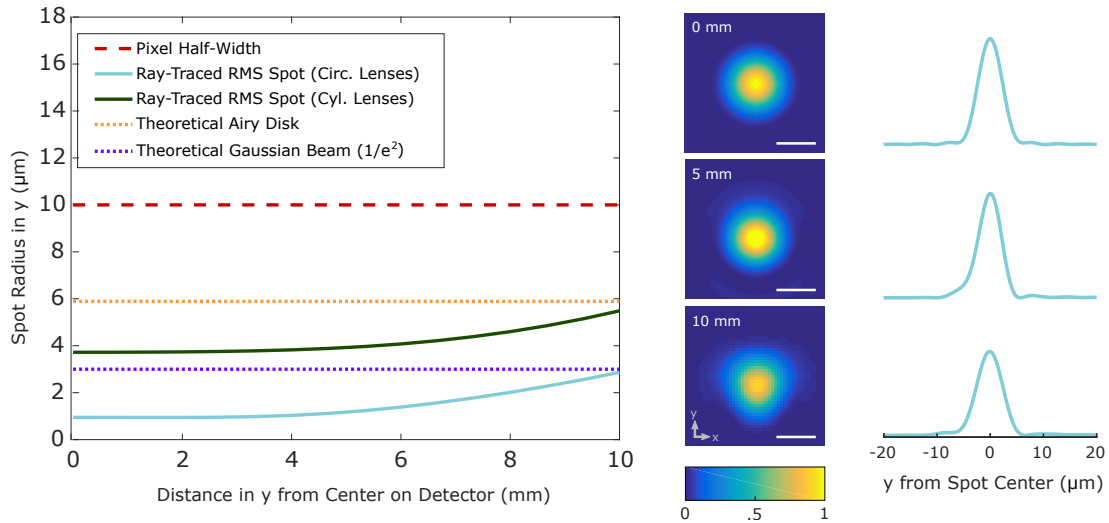 18
16
14
12
10
8
6
4
2
0
Spot Radius in y (µm)
Pixel Half-Width
Ray-Traced RMS Spot (Circ. Lenses)
Ray-Traced RMS Spot (Cyl. Lenses)
Theoretical Airy Disk
Theoretical Gaussian Beam (1/e²)
0 2 4 6 8 10
Distance in y from Center on Detector (mm)
0 mm
5 mm
10 mm
y
x
0 .5 1
-20 -10 0 10 20
y from Spot Center (µm)